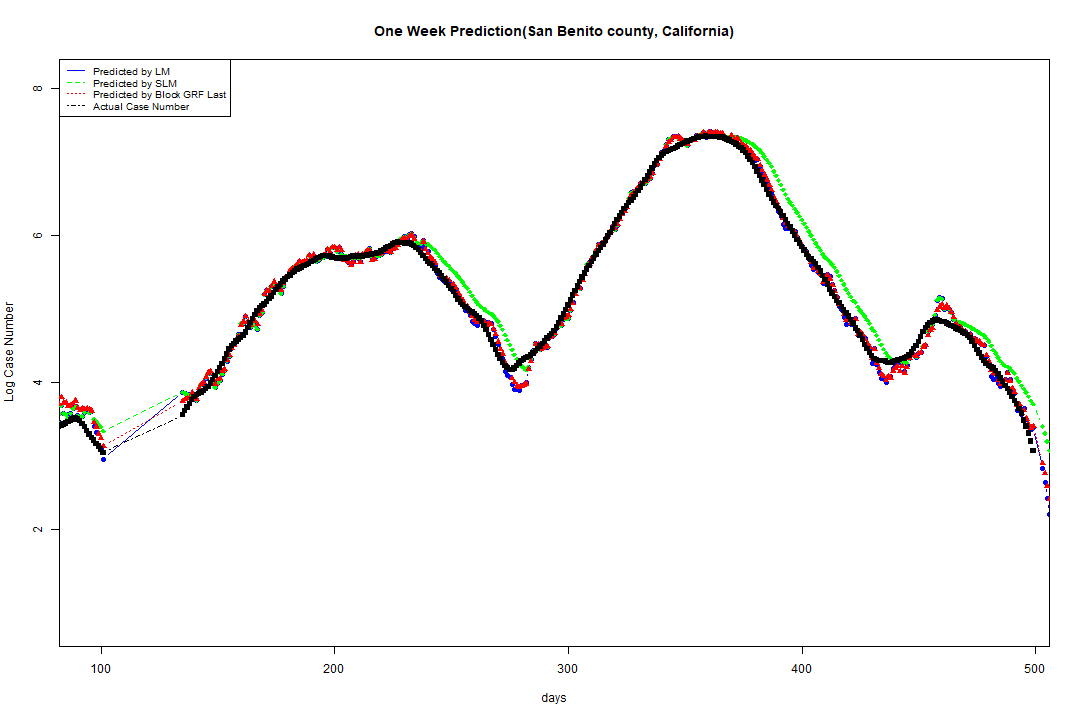 One Week Prediction(San Benito county, California)
Predicted by LM
Predicted by SLM
Predicted by Block GRF Last
Actual Case Number
8
6
4
2
Log Case Number
100 200 300 400 500
days